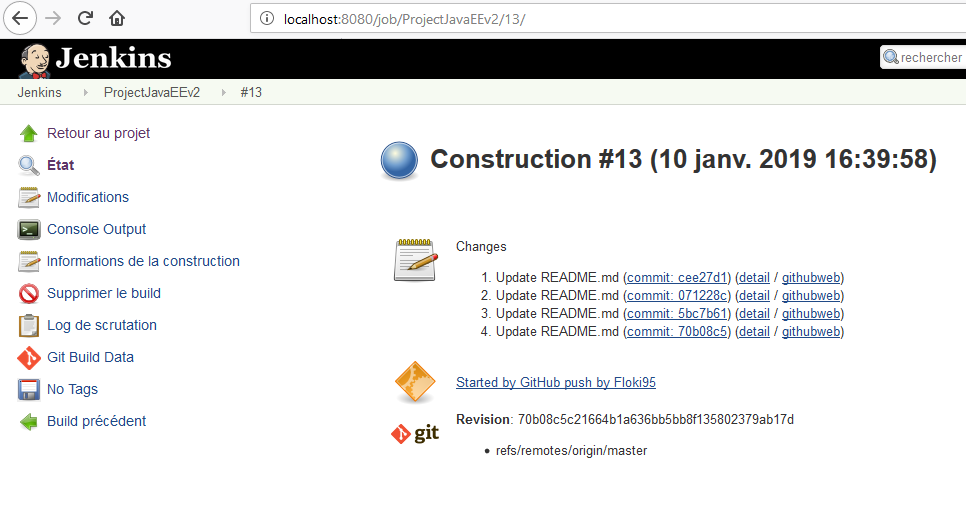 localhost:8080/job/ProjectJavaEEv2/13/
Jenkins
rechercher
Jenkins ProjectJavaEEv2 #13
Retour au projet
État
Modifications
Console Output
Informations de la construction
Supprimer le build
Log de scrutation
Git Build Data
No Tags
Build précédent
Construction #13 (10 janv. 2019 16:39:58)
Changes
1. Update README.md (commit: cee27d1) (detail / githubweb)
2. Update README.md (commit: 071228c) (detail / githubweb)
3. Update README.md (commit: 5bc7b61) (detail / githubweb)
4. Update README.md (commit: 70b08c5) (detail / githubweb)
Started by GitHub push by Floki95
git
Revision: 70b08c5c21664b1a636bb5bb8f135802379ab17d
• refs/remotes/origin/master